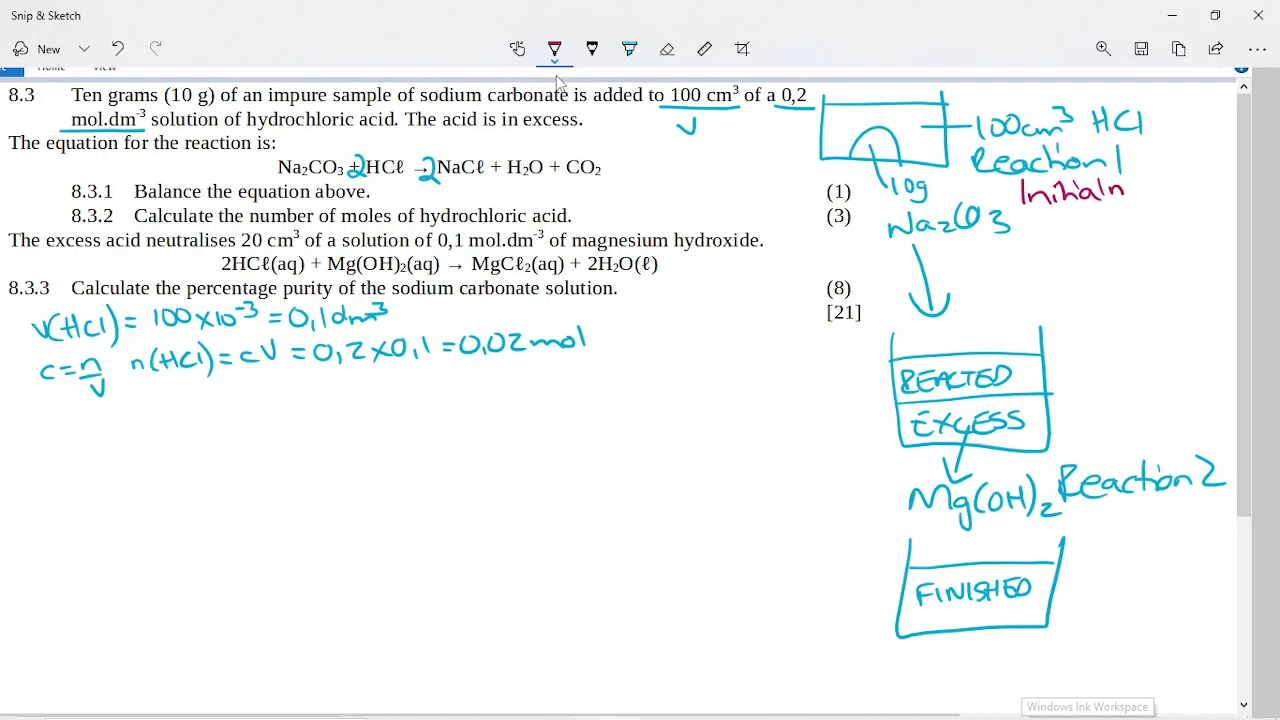 Snip & Sketch
New
8.3 Ten grams (10 g) of an impure sample of sodium carbonate is added to 100 cm³ of a 0,2
mol.dm⁻³ solution of hydrochloric acid. The acid is in excess.
The equation for the reaction is:
Na₂CO₃ + 2HCℓ → 2NaCℓ + H₂O + CO₂
8.3.1 Balance the equation above. (1)
8.3.2 Calculate the number of moles of hydrochloric acid. (3)
The excess acid neutralises 20 cm³ of a solution of 0,1 mol.dm⁻³ of magnesium hydroxide.
2HCℓ(aq) + Mg(OH)₂(aq) → MgCℓ₂(aq) + 2H₂O(ℓ)
8.3.3 Calculate the percentage purity of the sodium carbonate solution. (8)
[21]
V
V(HCl) = 100 x 10⁻³ = 0,1dm³
c = n/V n(HCl) = cV = 0,2 x 0,1 = 0,02 mol
100cm³ HCl
Reaction 1
Initial n
10g
Na₂CO₃
REACTED
EXCESS
Mg(OH)₂ Reaction 2
FINISHED
Windows Ink Workspace